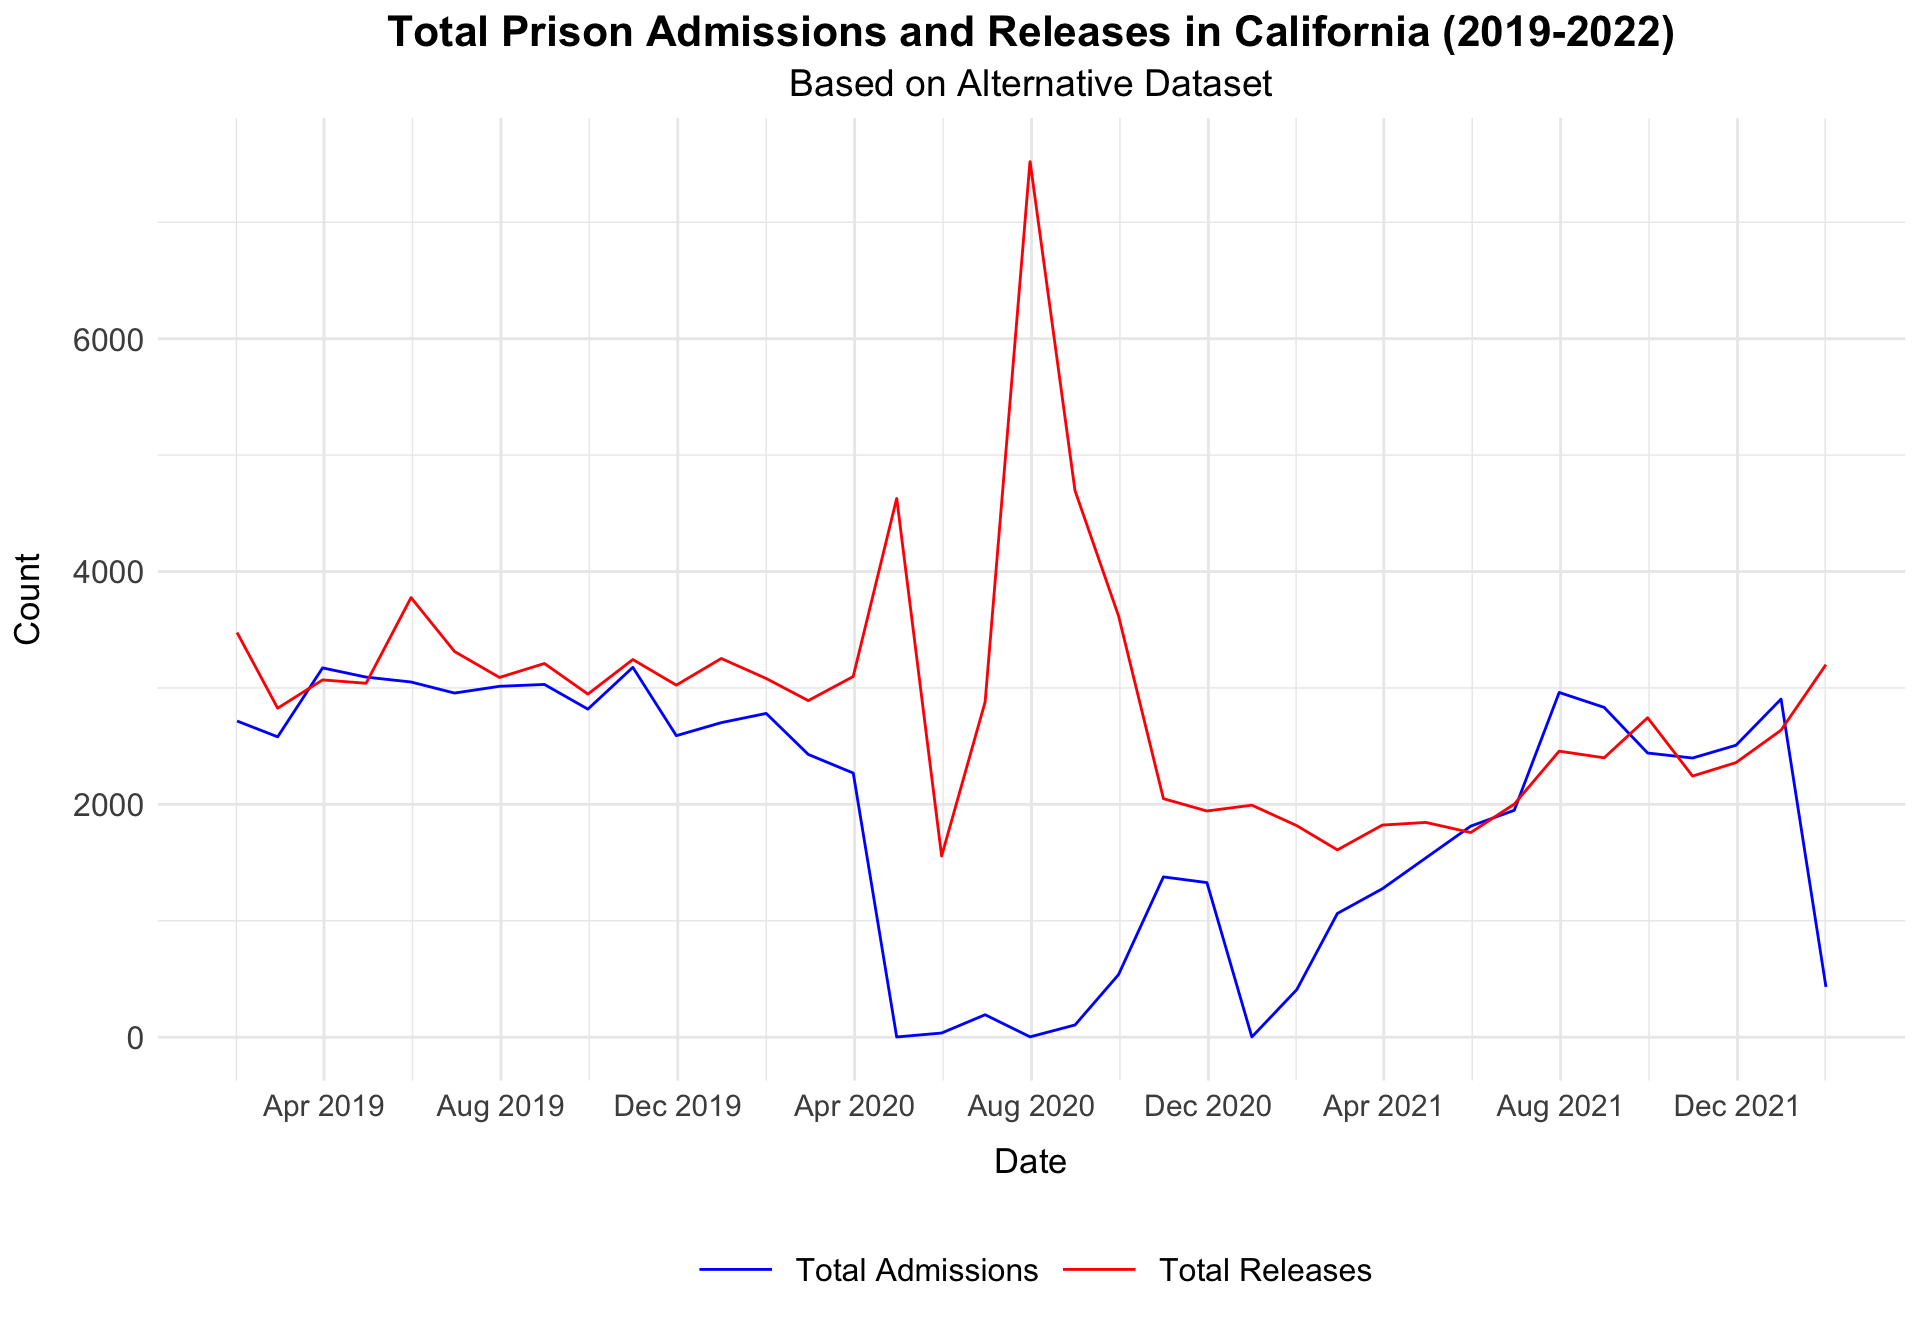 Total Prison Admissions and Releases in California (2019-2022)
Based on Alternative Dataset
Count
6000
4000
2000
0
Apr 2019 Aug 2019 Dec 2019 Apr 2020 Aug 2020 Dec 2020 Apr 2021 Aug 2021 Dec 2021
Date
Total Admissions Total Releases